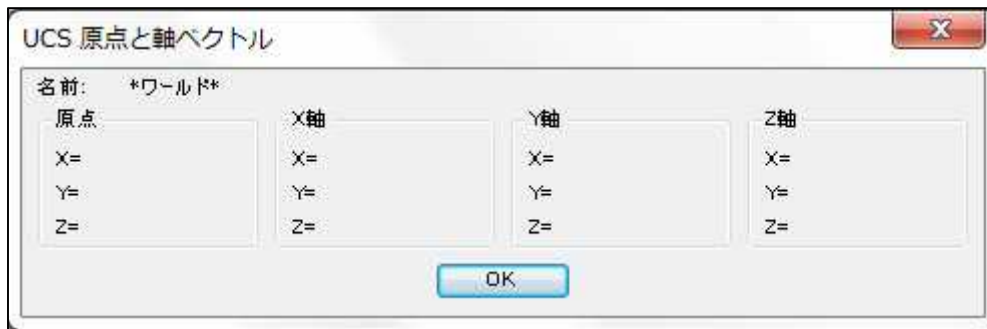 UCS 原点と軸ベクトル
名前: *ワールド*
原点 X軸 Y軸 Z軸
X= X= X= X=
Y= Y= Y= Y=
Z= Z= Z= Z=
OK